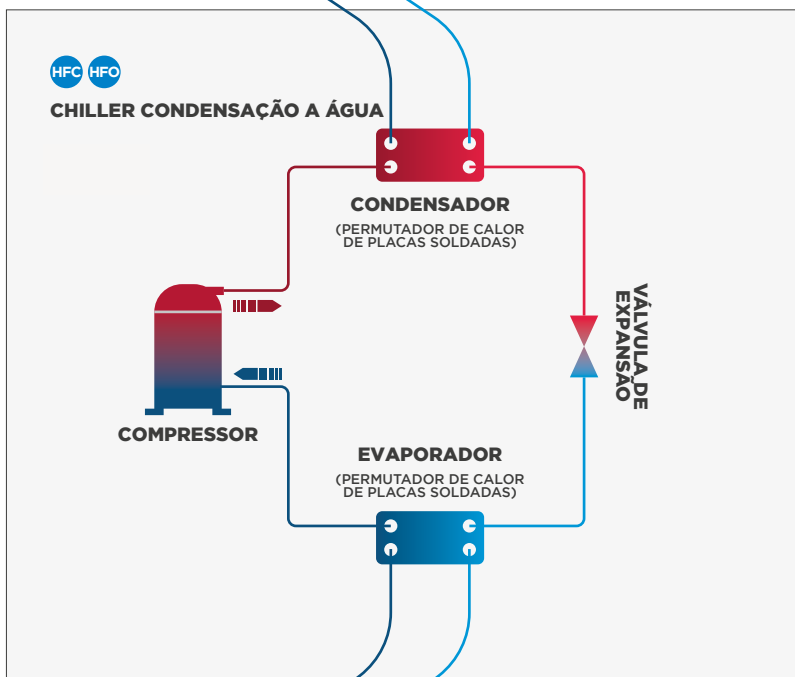 HFC HFO
CHILLER CONDENSAÇÃO A ÁGUA
CONDENSADOR
(PERMUTADOR DE CALOR
DE PLACAS SOLDADAS)
VÁLVULA DE
EXPANSÃO
COMPRESSOR
EVAPORADOR
(PERMUTADOR DE CALOR
DE PLACAS SOLDADAS)